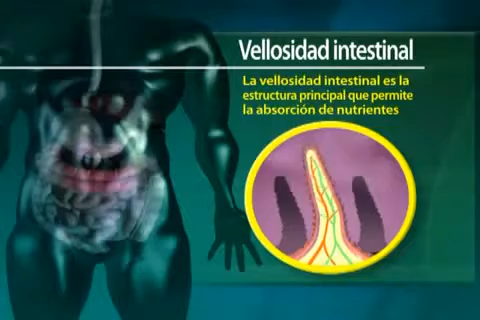 Vellosidad intestinal
La vellosidad intestinal es la
estructura principal que permite
la absorción de nutrientes